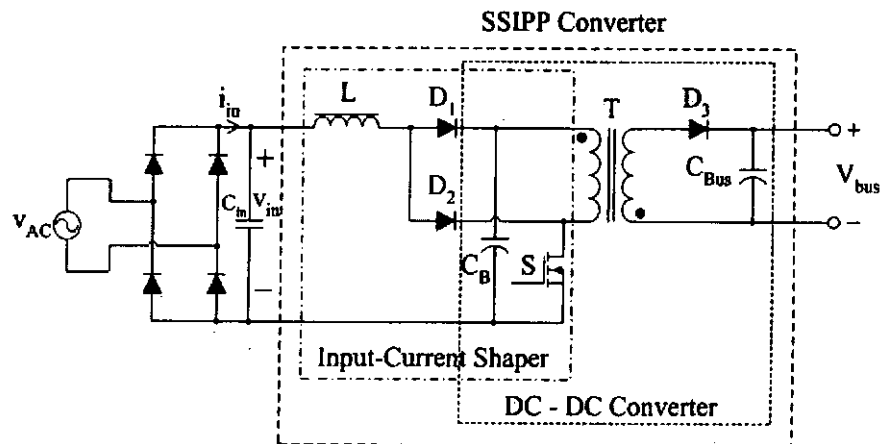 SSIPP Converter
i_in
L
D_1
T
D_3
+
D_2
C_in
V_in
+
C_Bus
V_bus
V_AC
C_B
S
−
−
Input-Current Shaper
DC - DC Converter